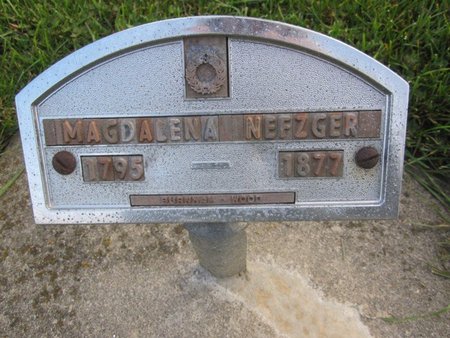 MAGDALENA NEFZGER
1795 1877
BURNHAM - WOOD